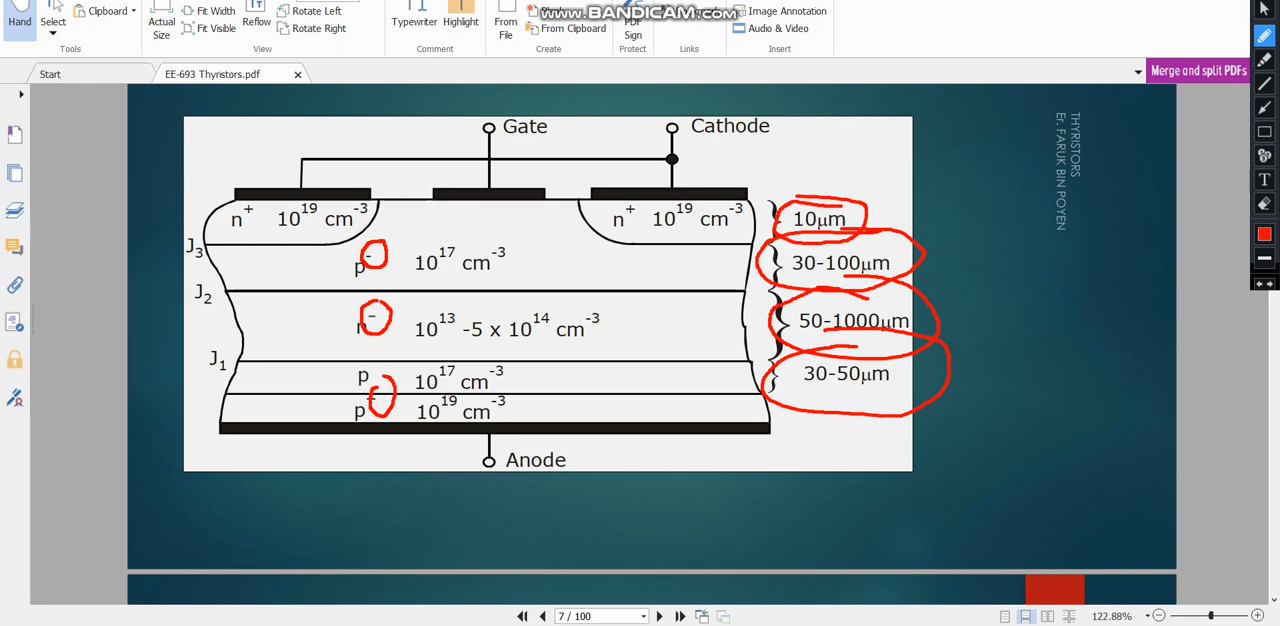 www.BANDICAM.com
Hand
Select
Clipboard
Actual
Size
Fit Width
Fit Visible
Reflow
Rotate Left
Rotate Right
Typewriter
Highlight
From
File
From Clipboard
PDF
Sign
Image Annotation
Audio & Video
Tools
View
Comment
Create
Protect
Links
Insert
Start
EE-693 Thyristors.pdf
Merge and split PDFs
THYRISTORS
Er. FARUK BIN POYEN
Gate
Cathode
n+ 10^19 cm^-3
n+ 10^19 cm^-3
10μm
J3
p- 10^17 cm^-3
30-100μm
J2
n- 10^13 -5 x 10^14 cm^-3
50-1000μm
J1
p 10^17 cm^-3
30-50μm
p 10^19 cm^-3
Anode
7 / 100
122.88%